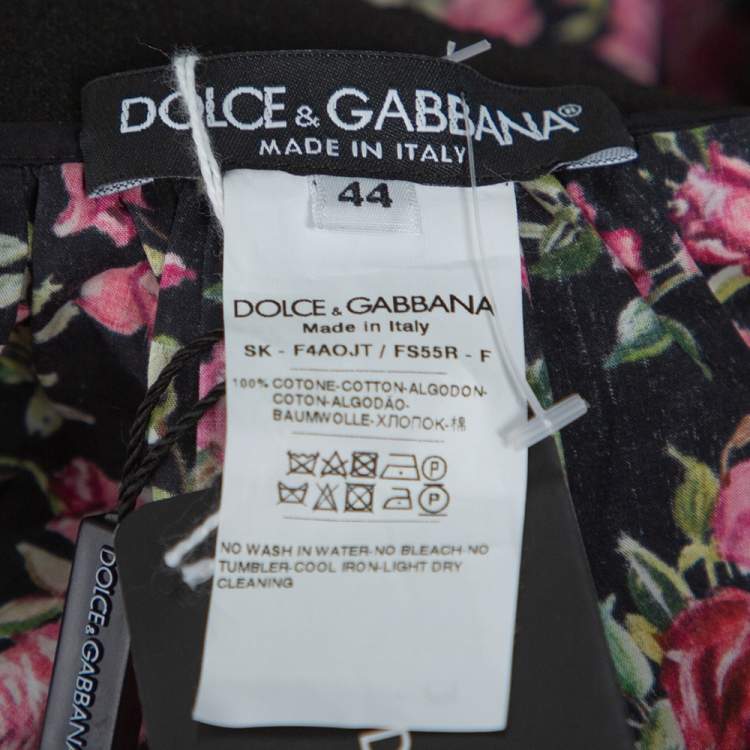 DOLCE & GABBANA
MADE IN ITALY
44
DOLCE & GABBANA
Made in Italy
SK - F4AOJT / FS55R - F
100% COTONE-COTTON-ALGODON-
COTON-ALGODÃO-
BAUMWOLLE-ХЛОПОК-棉
P
P
NO WASH IN WATER-NO BLEACH-NO
TUMBLER-COOL IRON-LIGHT DRY
CLEANING
DOLCE & GABBANA